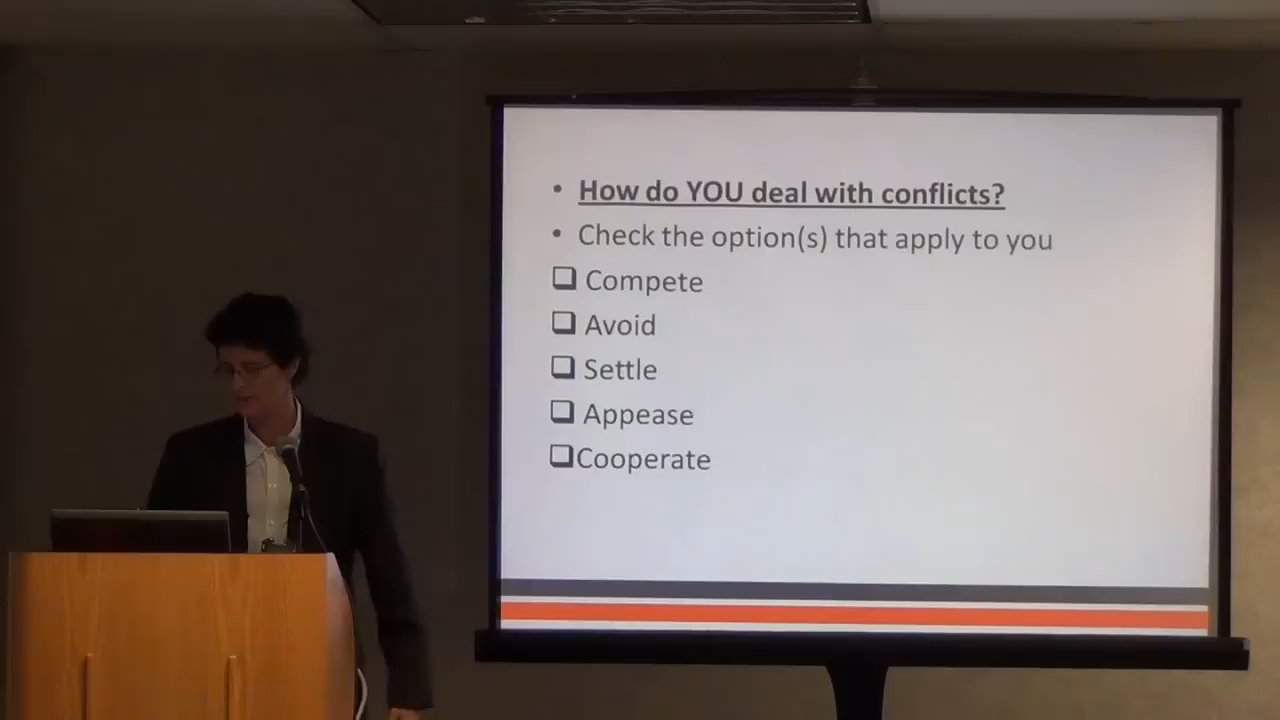 • How do YOU deal with conflicts?
• Check the option(s) that apply to you
❑ Compete
❑ Avoid
❑ Settle
❑ Appease
❑Cooperate